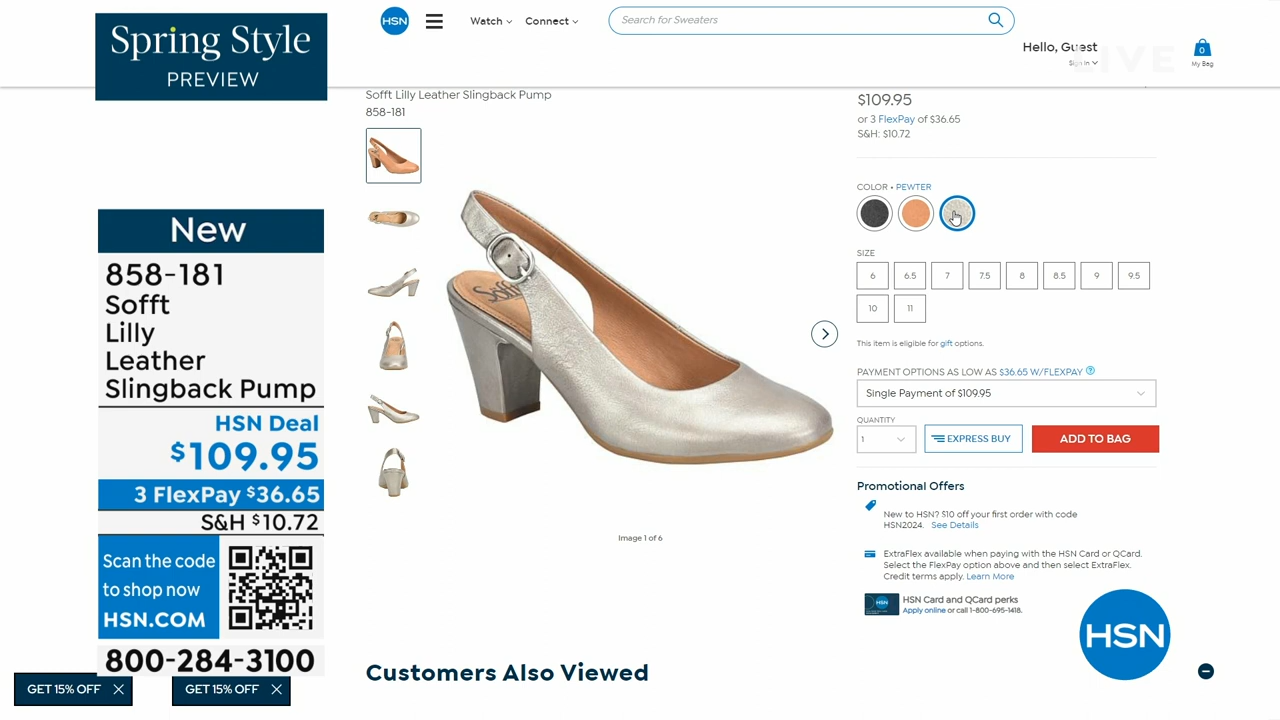 Spring Style
PREVIEW
HSN
Watch
Connect
Search for Sweaters
Hello, Guest
Sign In
LIVE
0
My Bag
Sofft Lilly Leather Slingback Pump
858-181
$109.95
or 3 FlexPay of $36.65
S&H: $10.72
COLOR • PEWTER
SIZE
6 6.5 7 7.5 8 8.5 9 9.5
10 11
This item is eligible for gift options.
PAYMENT OPTIONS AS LOW AS $36.65 W/FLEXPAY ?
Single Payment of $109.95
QUANTITY
1
EXPRESS BUY
ADD TO BAG
Promotional Offers
New to HSN? $10 off your first order with code
HSN2024. See Details
ExtraFlex available when paying with the HSN Card or QCard.
Select the FlexPay option above and then select ExtraFlex.
Credit terms apply. Learn More
HSN
HSN Card and QCard perks
Apply online or call 1-800-695-1418.
Sofft
Image 1 of 6
Customers Also Viewed
New
858-181
Sofft
Lilly
Leather
Slingback Pump
HSN Deal
$109.95
3 FlexPay $36.65
S&H $10.72
Scan the code
to shop now
HSN.COM
800-284-3100
GET 15% OFF
GET 15% OFF
HSN